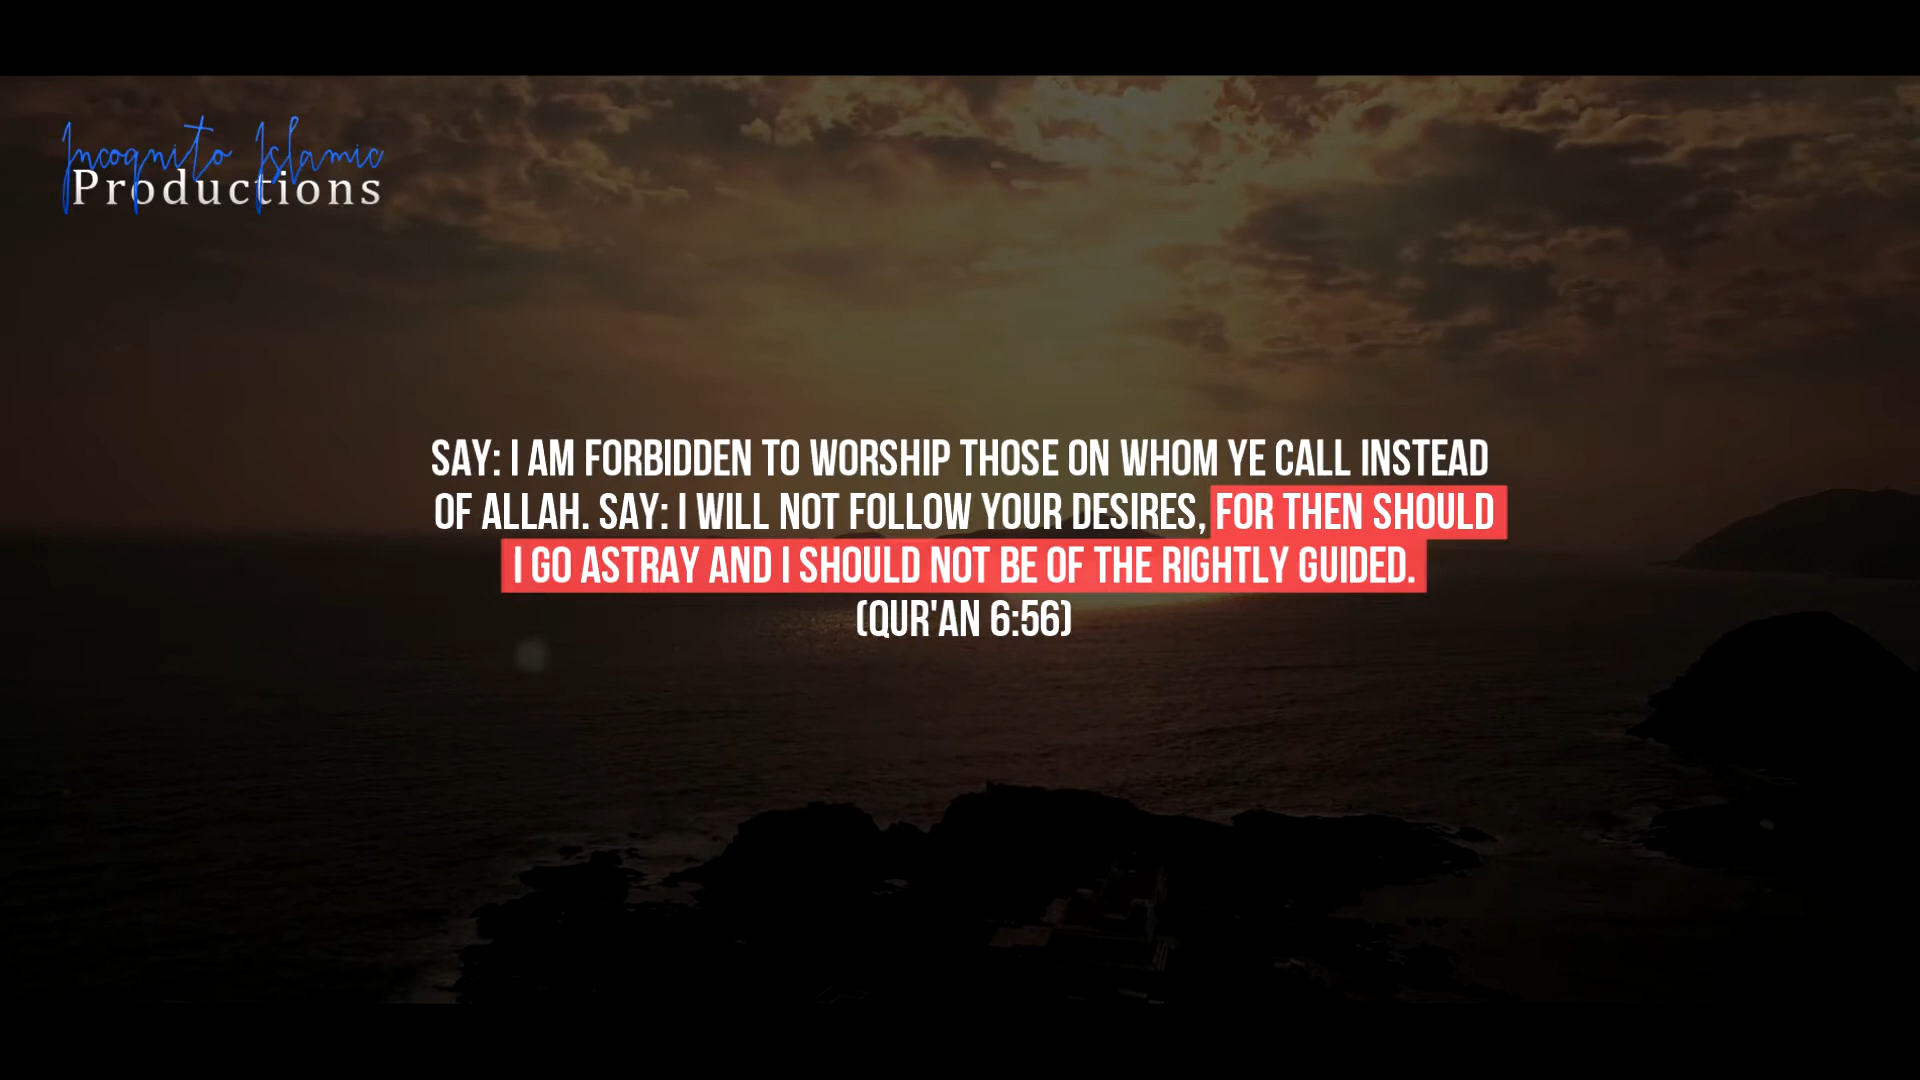 Incognito Islamic
Productions
SAY: I AM FORBIDDEN TO WORSHIP THOSE ON WHOM YE CALL INSTEAD
OF ALLAH. SAY: I WILL NOT FOLLOW YOUR DESIRES, FOR THEN SHOULD
I GO ASTRAY AND I SHOULD NOT BE OF THE RIGHTLY GUIDED.
(QUR'AN 6:56)